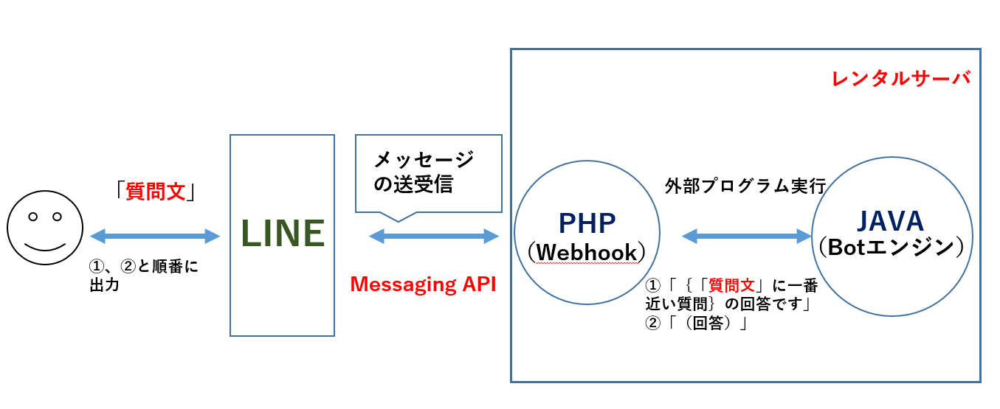 レンタルサーバ
「質問文」
①、②と順番に
出力
LINE
メッセージ
の送受信
Messaging API
PHP
（Webhook）
外部プログラム実行
①「｛「質問文」に一番
近い質問｝の回答です」
②「（回答）」
JAVA
（Botエンジン）